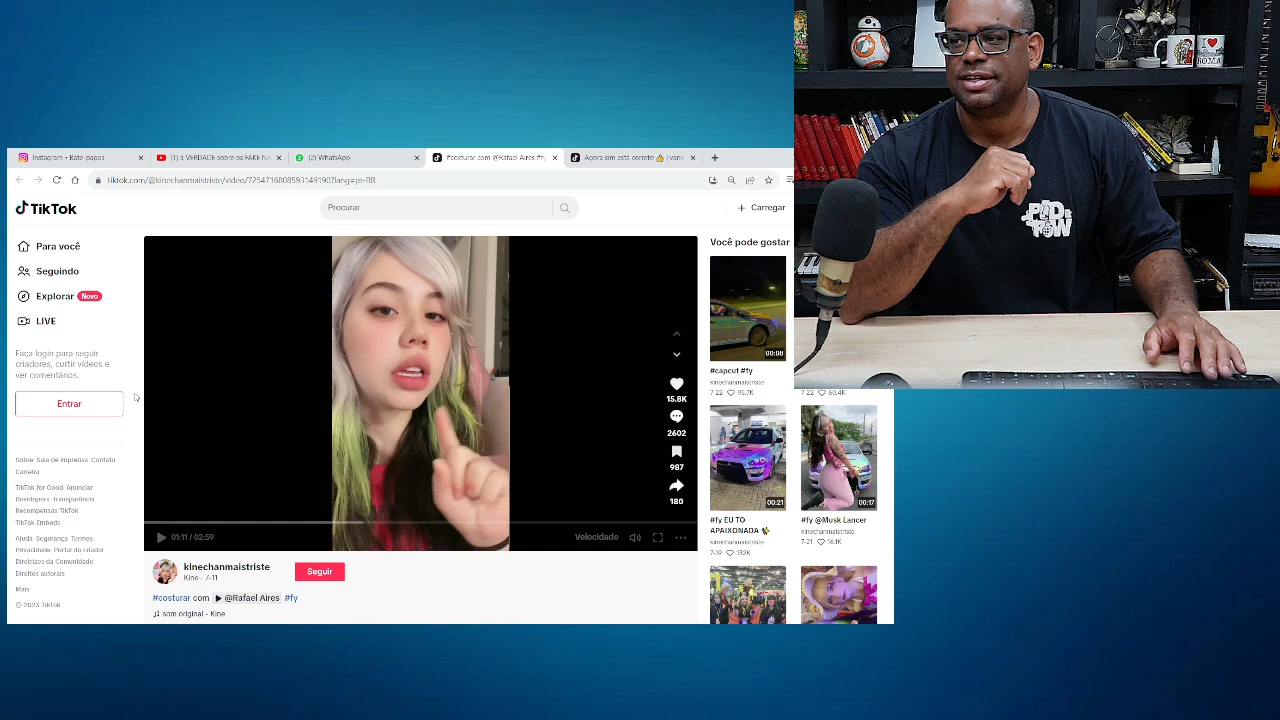 Instagram • Bate-papos
(1) a VERDADE sobre os FAKE NA
(2) WhatsApp
#costurar com @Rafael Aires #fy
Agora sim está correto 👍 | vani
tiktok.com/@kinechanmaistriste/video/7254716808593149190?lang=pt-BR
TikTok
Procurar
Carregar
Para você
Seguindo
Explorar Novo
LIVE
Faça login para seguir
criadores, curtir vídeos e
ver comentários.
Entrar
Sobre Sala de imprensa Contato
Carreira
TikTok for Good Anunciar
Developers Transparência
Recompensas TikTok
TikTok Embeds
Ajuda Segurança Termos
Privacidade Portal do criador
Diretrizes da Comunidade
Direitos autorais
Mais
© 2023 TikTok
15.8K
2602
987
180
01:11 / 02:59
Velocidade
kinechanmaistriste
Kine · 7-11
Seguir
#costurar com @Rafael Aires #fy
som original - Kine
Você pode gostar
00:08
#capcut #fy
kinechanmaistriste
7-22 95.7K
7-22 60.4K
00:21
#fy EU TO
APAIXONADA
kinechanmaistriste
7-19 132K
00:17
#fy @Musk Lancer
kinechanmaistriste
7-21 16.1K
I ♥
ROMA